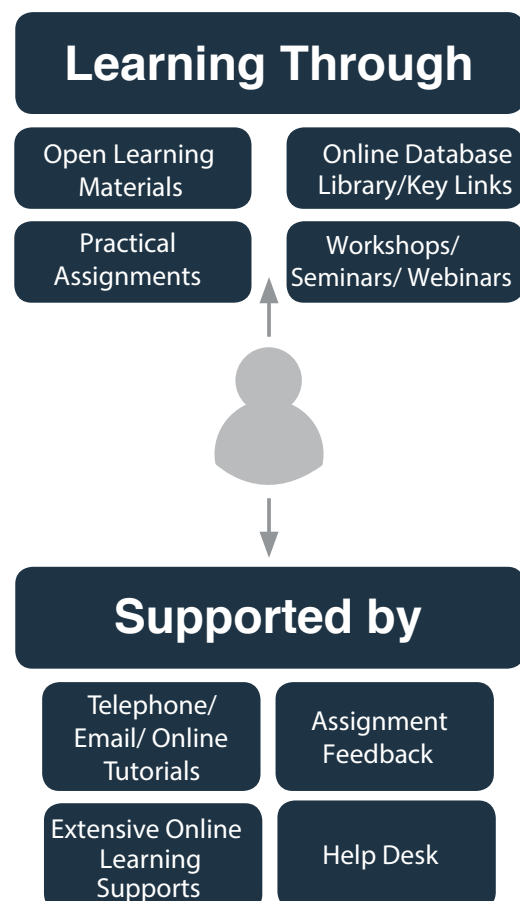 Learning Through
Open Learning
Materials
Online Database
Library/Key Links
Practical
Assignments
Workshops/
Seminars/ Webinars
Supported by
Telephone/
Email/ Online
Tutorials
Assignment
Feedback
Extensive Online
Learning
Supports
Help Desk